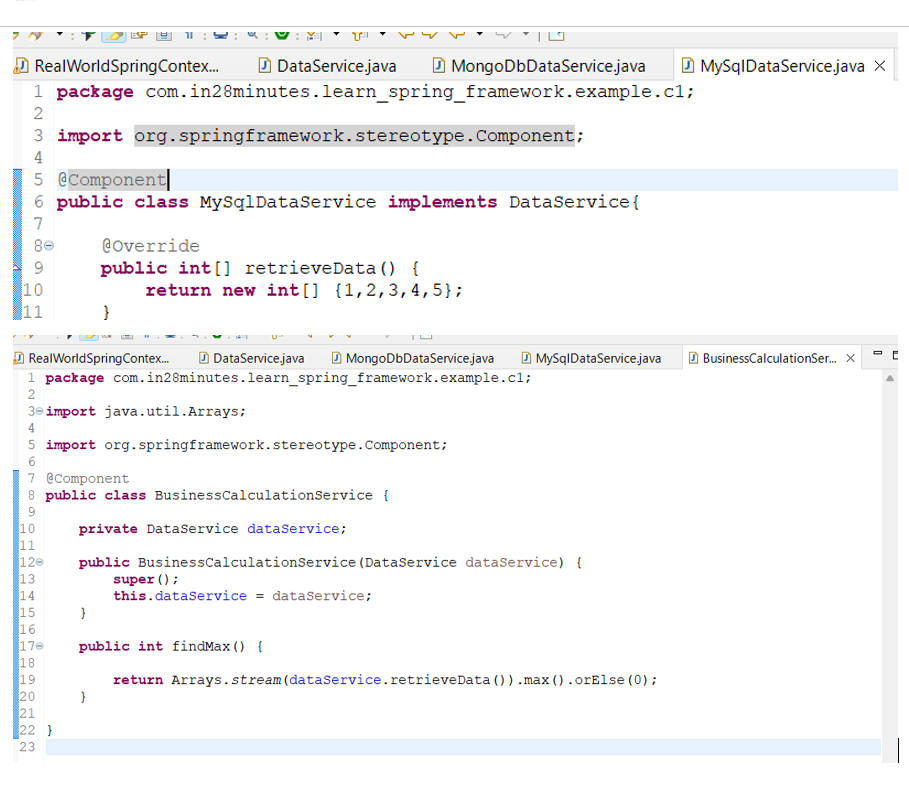 RealWorldSpringContex... DataService.java MongoDbDataService.java MySqlDataService.java
1 package com.in28minutes.learn_spring_framework.example.c1;
2
3 import org.springframework.stereotype.Component;
4
5 @Component
6 public class MySqlDataService implements DataService{
7
8 @Override
9 public int[] retrieveData() {
10 return new int[] {1,2,3,4,5};
11 }
RealWorldSpringContex... DataService.java MongoDbDataService.java MySqlDataService.java BusinessCalculationSer...
1 package com.in28minutes.learn_spring_framework.example.c1;
2
3 import java.util.Arrays;
4
5 import org.springframework.stereotype.Component;
6
7 @Component
8 public class BusinessCalculationService {
9
10 private DataService dataService;
11
12 public BusinessCalculationService(DataService dataService) {
13 super();
14 this.dataService = dataService;
15 }
16
17 public int findMax() {
18
19 return Arrays.stream(dataService.retrieveData()).max().orElse(0);
20 }
21
22 }
23